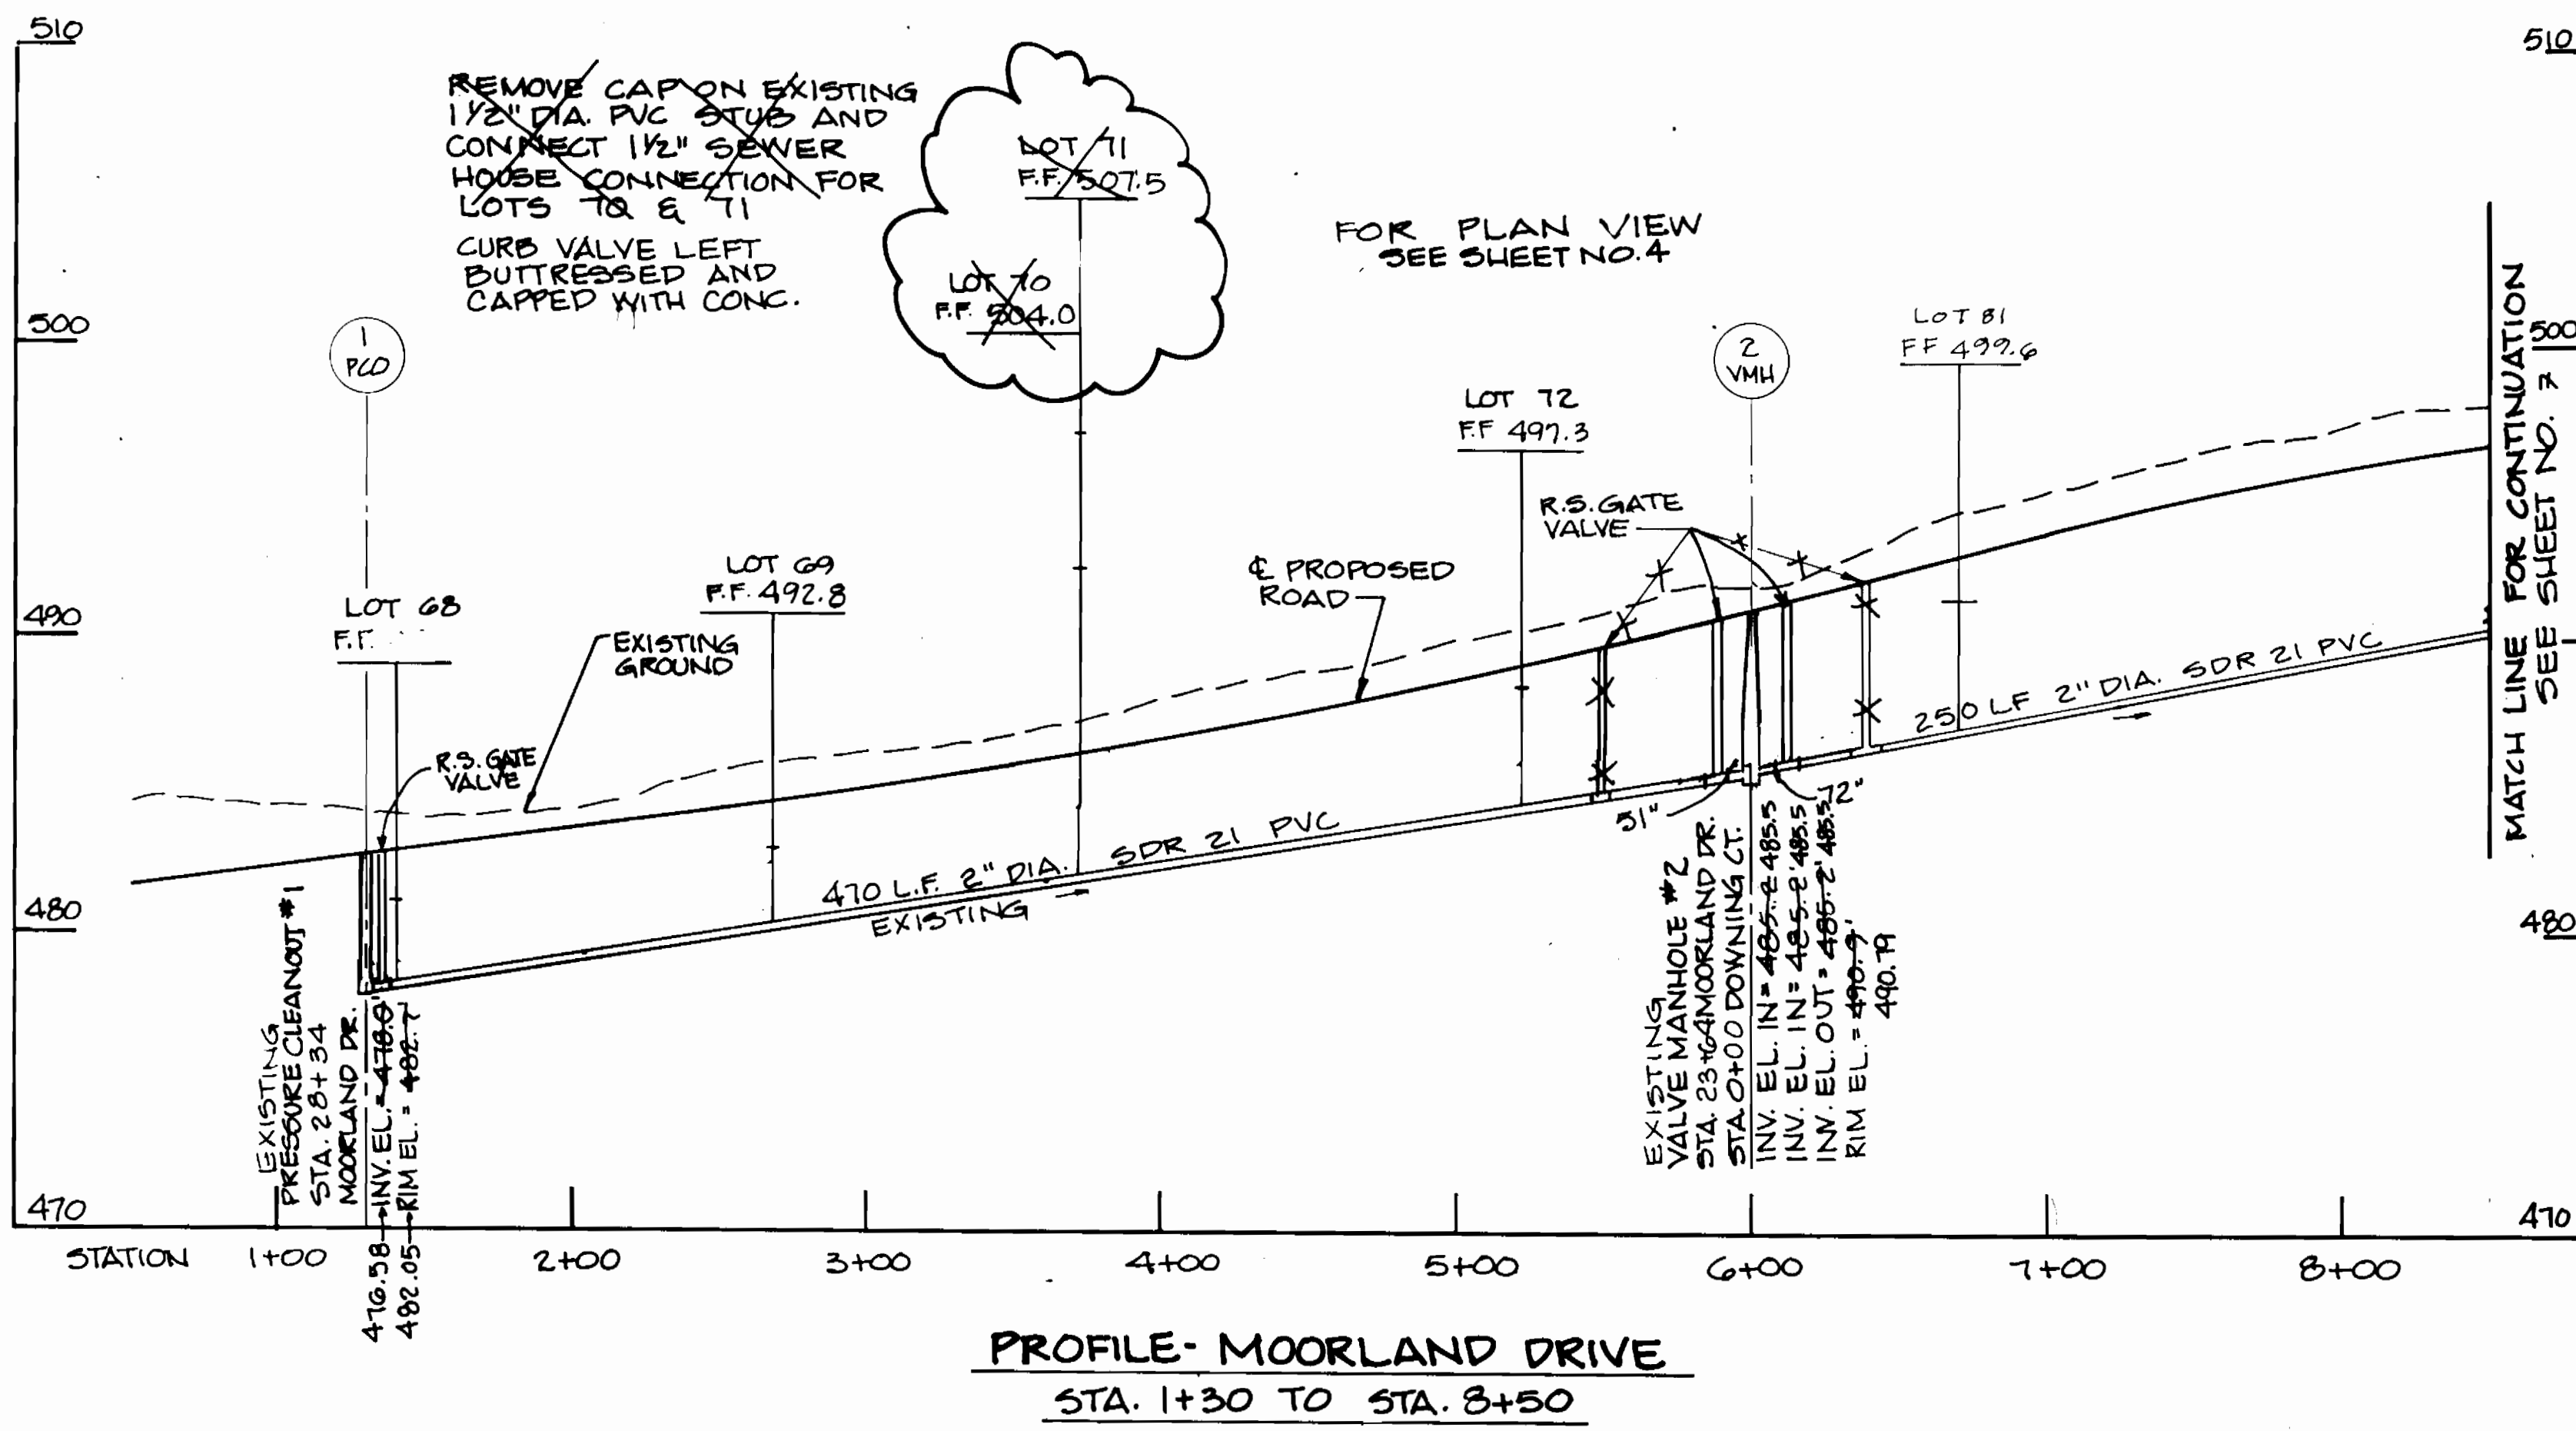 510
510
REMOVE CAP ON EXISTING
1 1/2" DIA. PVC STUB AND
CONNECT 1 1/2" SEWER
HOUSE CONNECTION FOR
LOTS 70 & 71
CURB VALVE LEFT
BUTTRESSED AND
CAPPED WITH CONC.
LOT 71
F.F. 507.5
LOT 70
F.F. 504.0
FOR PLAN VIEW
SEE SHEET NO. 4
500
500
1
PCO
2
VMH
LOT 81
FF 499.6
LOT 72
F.F 497.3
R.S. GATE
VALVE
LOT 69
F.F. 492.8
LOT 68
F.F.
℄ PROPOSED
ROAD
490
EXISTING
GROUND
R.S. GATE
VALVE
470 L.F. 2" DIA. SDR 21 PVC
EXISTING
250 LF 2" DIA. SDR 21 PVC
51"
72"
MATCH LINE FOR CONTINUATION
SEE SHEET NO. 7
480
480
EXISTING
PRESSURE CLEANOUT #1
STA. 28+34
MOORLAND DR.
INV. EL. = 478.0'
476.58
RIM EL. = 482.7
482.05
EXISTING
VALVE MANHOLE #2
STA. 23+64 MOORLAND DR.
STA. 0+00 DOWNING CT.
INV. EL. IN = 485.2 485.5
INV. EL. IN = 485.2' 485.5
INV. EL. OUT = 485.2' 485.5
RIM EL. = 490.9'
490.79
470
470
STATION 1+00 2+00 3+00 4+00 5+00 6+00 7+00 8+00
PROFILE- MOORLAND DRIVE
STA. 1+30 TO STA. 8+50